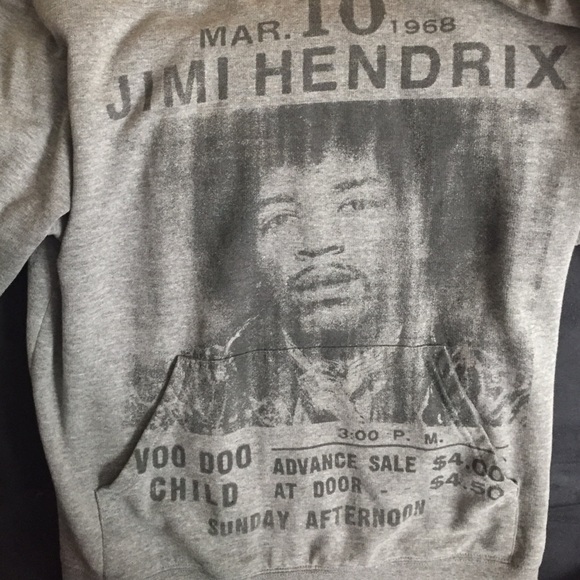 MAR. 10 1968
JIMI HENDRIX
3:00 P. M.
VOO DOO CHILD
ADVANCE SALE $4.00
AT DOOR - $4.50
SUNDAY AFTERNOON